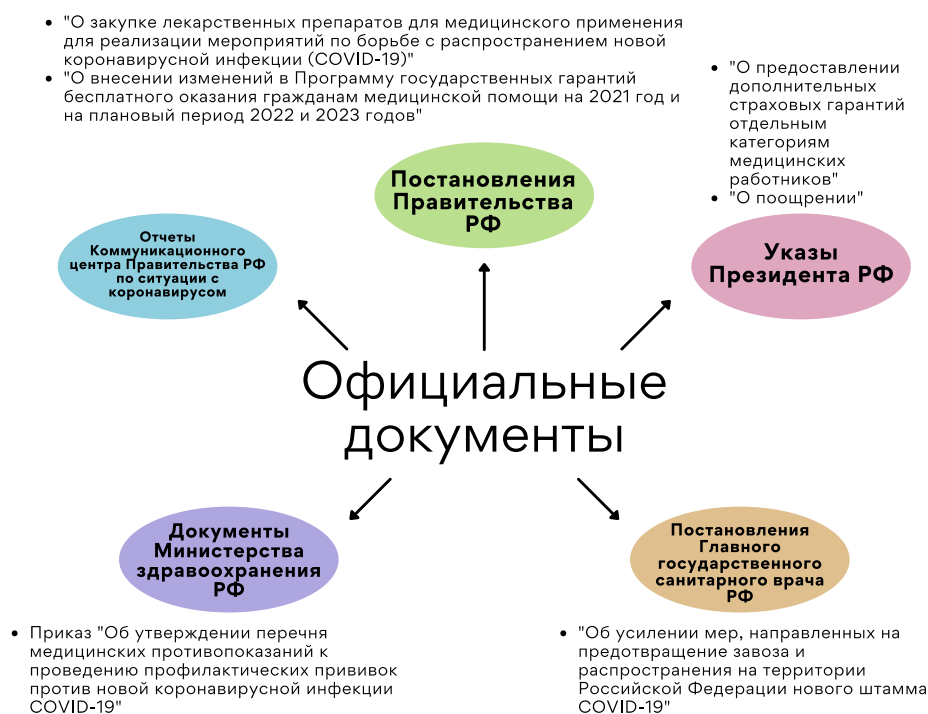 • "О закупке лекарственных препаратов для медицинского применения
для реализации мероприятий по борьбе с распространением новой
коронавирусной инфекции (COVID-19)"
• "О внесении изменений в Программу государственных гарантий
бесплатного оказания гражданам медицинской помощи на 2021 год и
на плановый период 2022 и 2023 годов"
• "О предоставлении
дополнительных
страховых гарантий
отдельным
категориям
медицинских
работников"
• "О поощрении"
Постановления
Правительства
РФ
Отчеты
Коммуникационного
центра Правительства РФ
по ситуации с
коронавирусом
Указы
Президента РФ
Официальные
документы
Документы
Министерства
здравоохранения
РФ
Постановления
Главного
государственного
санитарного врача
РФ
• Приказ "Об утверждении перечня
медицинских противопоказаний к
проведению профилактических прививок
против новой коронавирусной инфекции
COVID-19"
• "Об усилении мер, направленных на
предотвращение завоза и
распространения на территории
Российской Федерации нового штамма
COVID-19"